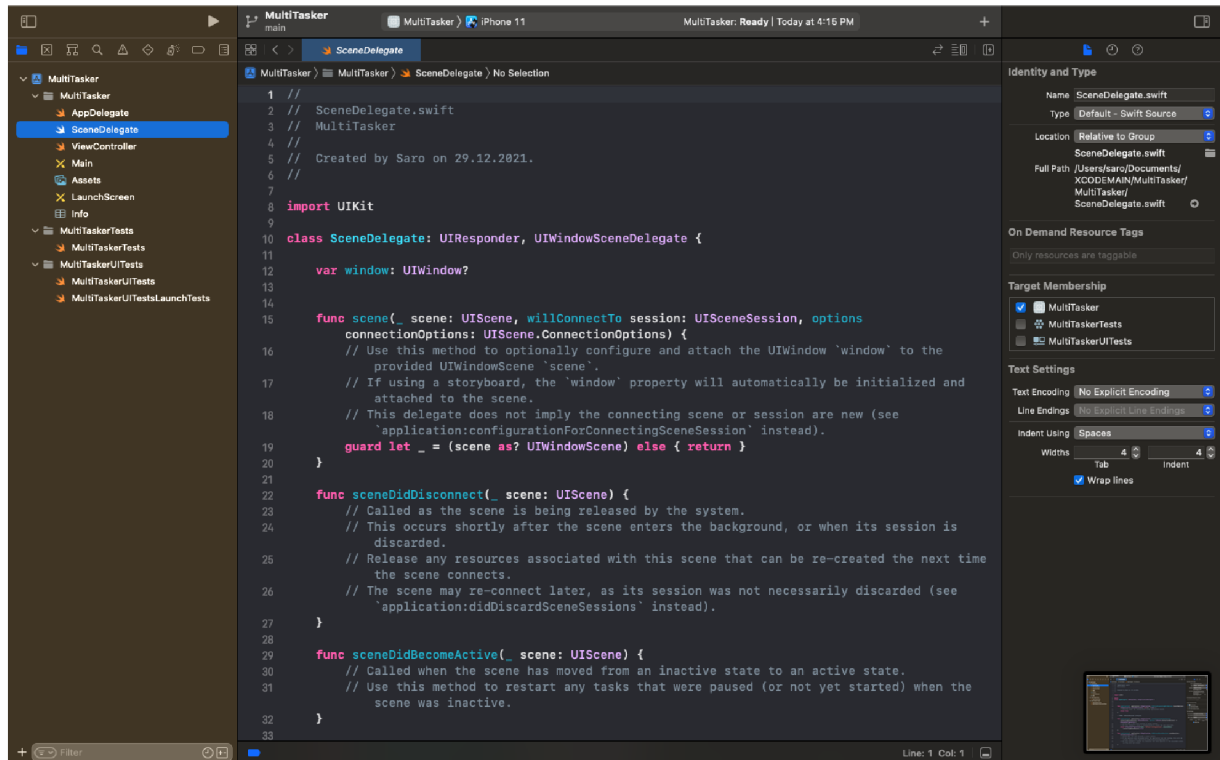 MultiTasker
main
MultiTasker 〉 iPhone 11
MultiTasker: Ready | Today at 4:15 PM
SceneDelegate
MultiTasker 〉 MultiTasker 〉 SceneDelegate 〉 No Selection
MultiTasker
MultiTasker
AppDelegate
SceneDelegate
ViewController
Main
Assets
LaunchScreen
Info
MultiTaskerTests
MultiTaskerTests
MultiTaskerUITests
MultiTaskerUITests
MultiTaskerUITestsLaunchTests
Filter
1 //
2 //  SceneDelegate.swift
3 //  MultiTasker
4 //
5 //  Created by Saro on 29.12.2021.
6 //
7
8 import UIKit
9
10 class SceneDelegate: UIResponder, UIWindowSceneDelegate {
11
12     var window: UIWindow?
13
14
15     func scene(_ scene: UIScene, willConnectTo session: UISceneSession, options
connectionOptions: UIScene.ConnectionOptions) {
16         // Use this method to optionally configure and attach the UIWindow `window` to the
provided UIWindowScene `scene`.
17         // If using a storyboard, the `window` property will automatically be initialized and
attached to the scene.
18         // This delegate does not imply the connecting scene or session are new (see
`application:configurationForConnectingSceneSession` instead).
19         guard let _ = (scene as? UIWindowScene) else { return }
20     }
21
22     func sceneDidDisconnect(_ scene: UIScene) {
23         // Called as the scene is being released by the system.
24         // This occurs shortly after the scene enters the background, or when its session is
discarded.
25         // Release any resources associated with this scene that can be re-created the next time
the scene connects.
26         // The scene may re-connect later, as its session was not necessarily discarded (see
`application:didDiscardSceneSessions` instead).
27     }
28
29     func sceneDidBecomeActive(_ scene: UIScene) {
30         // Called when the scene has moved from an inactive state to an active state.
31         // Use this method to restart any tasks that were paused (or not yet started) when the
scene was inactive.
32     }
33
Line: 1 Col: 1
Identity and Type
Name SceneDelegate.swift
Type Default - Swift Source
Location Relative to Group
SceneDelegate.swift
Full Path /Users/saro/Documents/
XCODEMAIN/MultiTasker/
MultiTasker/
SceneDelegate.swift
On Demand Resource Tags
Only resources are taggable
Target Membership
MultiTasker
MultiTaskerTests
MultiTaskerUITests
Text Settings
Text Encoding No Explicit Encoding
Line Endings No Explicit Line Endings
Indent Using Spaces
Widths 4 4
Tab Indent
Wrap lines